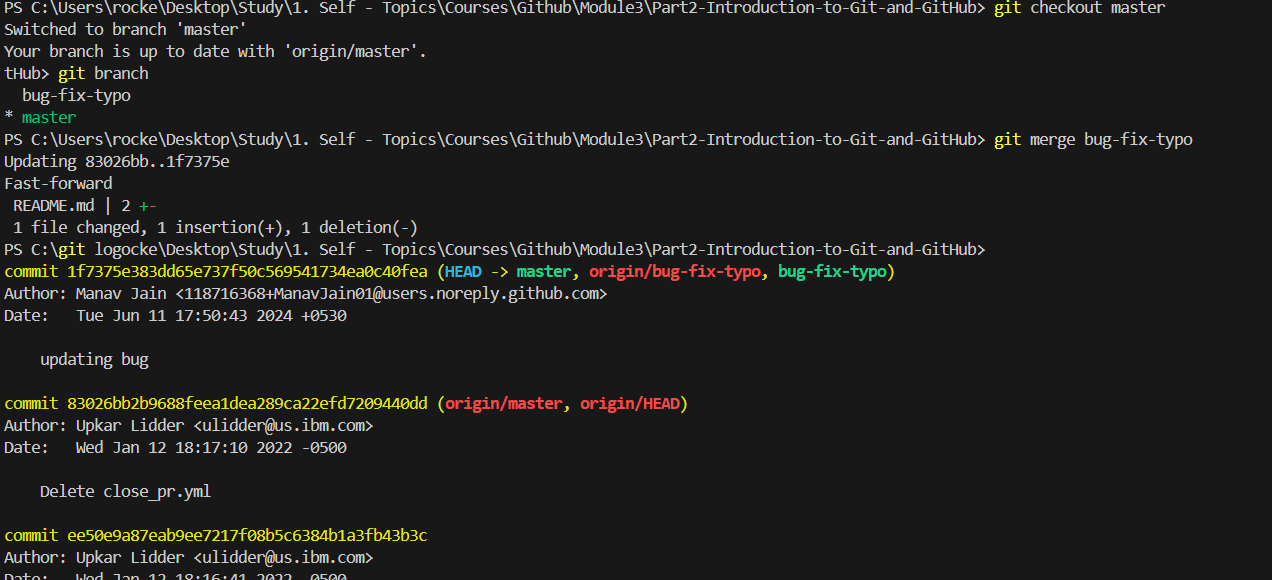 PS C:\Users\rocke\Desktop\Study\1. Self - Topics\Courses\Github\Module3\Part2-Introduction-to-Git-and-GitHub> git checkout master
Switched to branch 'master'
Your branch is up to date with 'origin/master'.
tHub> git branch
  bug-fix-typo
* master
PS C:\Users\rocke\Desktop\Study\1. Self - Topics\Courses\Github\Module3\Part2-Introduction-to-Git-and-GitHub> git merge bug-fix-typo
Updating 83026bb..1f7375e
Fast-forward
 README.md | 2 +-
 1 file changed, 1 insertion(+), 1 deletion(-)
PS C:\git logocke\Desktop\Study\1. Self - Topics\Courses\Github\Module3\Part2-Introduction-to-Git-and-GitHub>
commit 1f7375e383dd65e737f50c569541734ea0c40fea (HEAD -> master, origin/bug-fix-typo, bug-fix-typo)
Author: Manav Jain <118716368+ManavJain01@users.noreply.github.com>
Date:   Tue Jun 11 17:50:43 2024 +0530
    updating bug
commit 83026bb2b9688feea1dea289ca22efd7209440dd (origin/master, origin/HEAD)
Author: Upkar Lidder <ulidder@us.ibm.com>
Date:   Wed Jan 12 18:17:10 2022 -0500
    Delete close_pr.yml
commit ee50e9a87eab9ee7217f08b5c6384b1a3fb43b3c
Author: Upkar Lidder <ulidder@us.ibm.com>
Date:   Wed Jan 12 18:16:41 2022 -0500